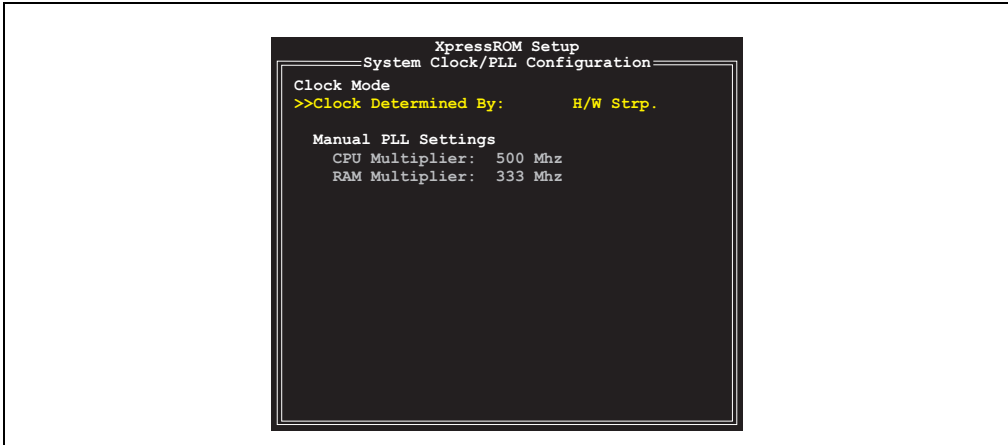 XpressROM Setup
System Clock/PLL Configuration
Clock Mode
>>Clock Determined By: H/W Strp.
Manual PLL Settings
CPU Multiplier: 500 Mhz
RAM Multiplier: 333 Mhz